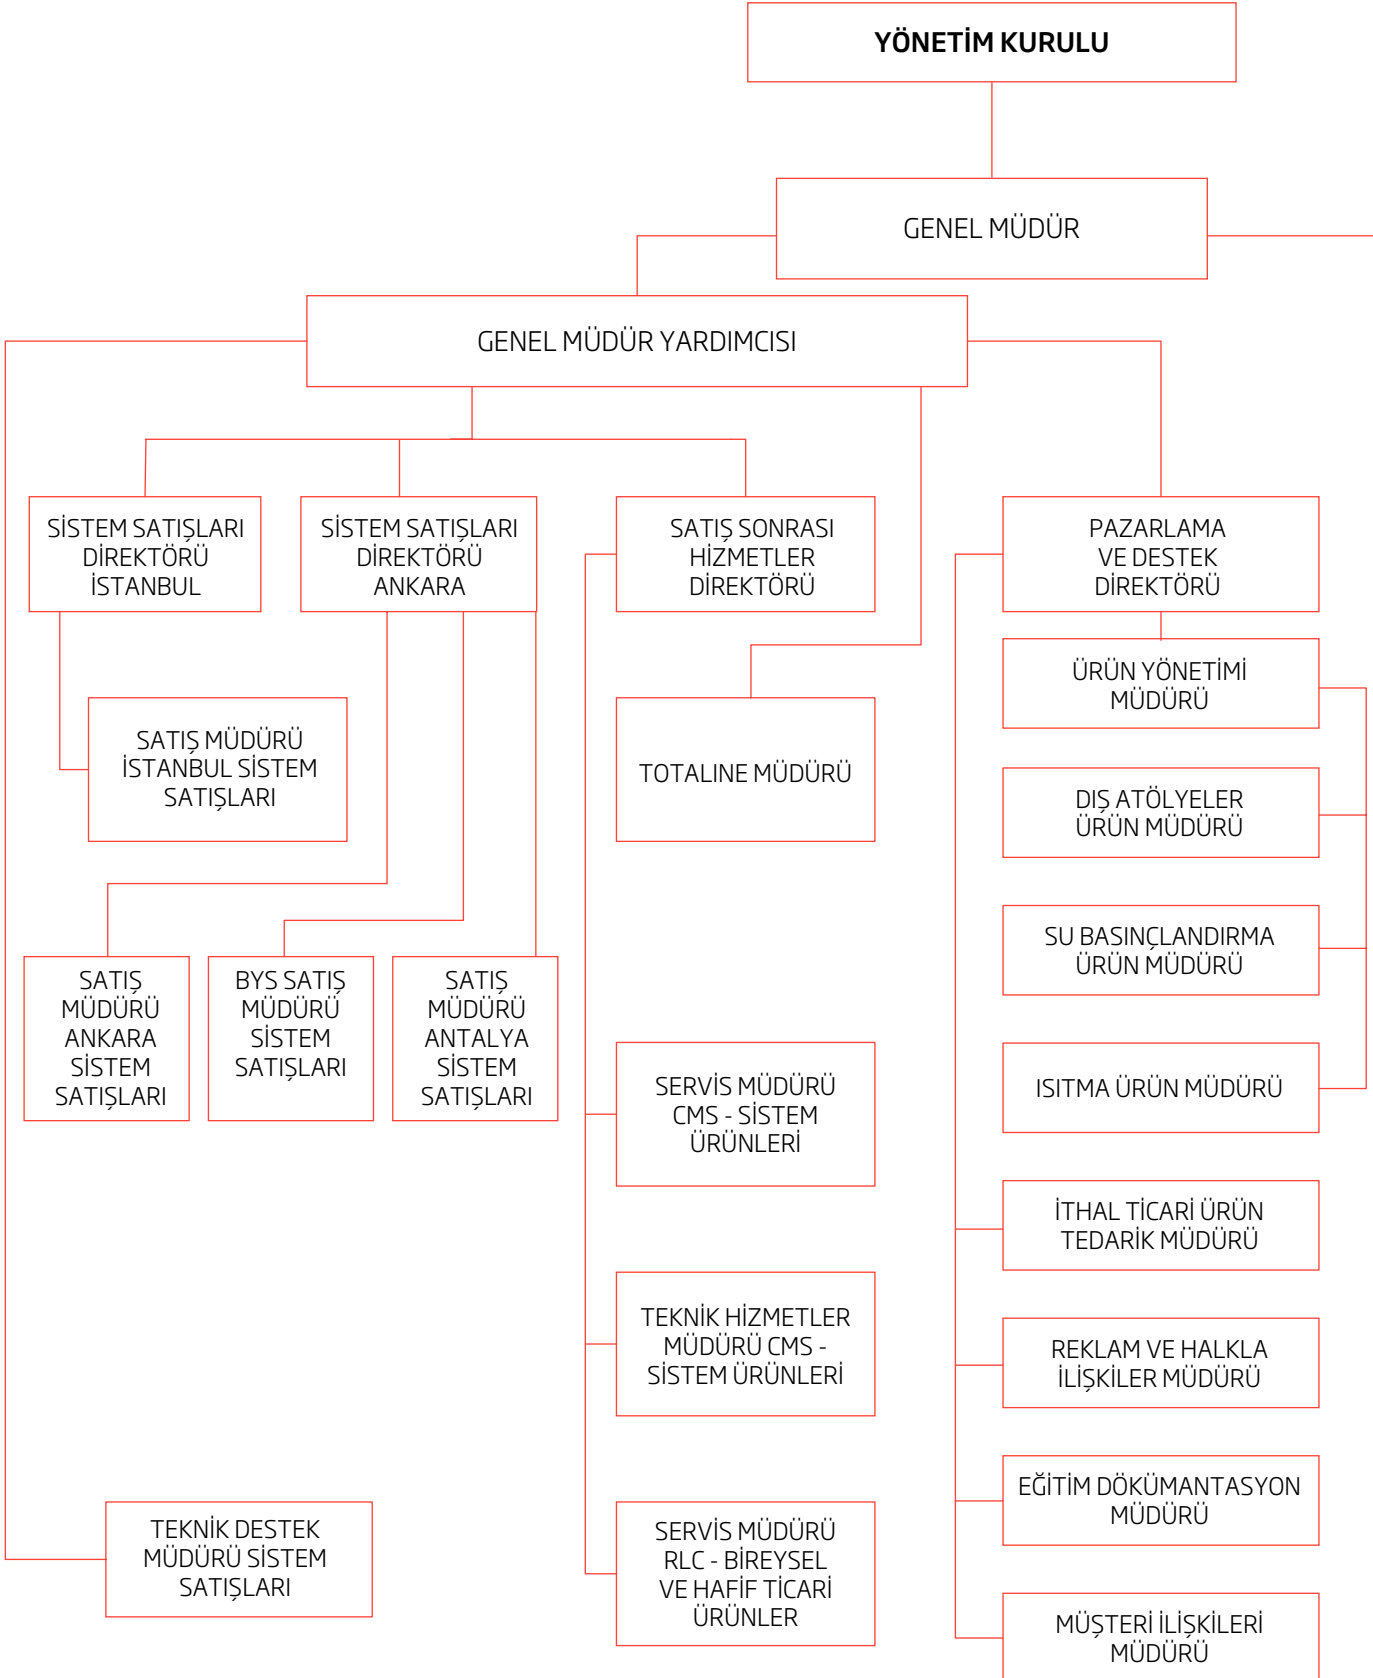 YÖNETİM KURULU
GENEL MÜDÜR
GENEL MÜDÜR YARDIMCISI
SİSTEM SATIŞLARI
DİREKTÖRÜ
İSTANBUL
SİSTEM SATIŞLARI
DİREKTÖRÜ
ANKARA
SATIŞ SONRASI
HİZMETLER
DİREKTÖRÜ
PAZARLAMA
VE DESTEK
DİREKTÖRÜ
ÜRÜN YÖNETİMİ
MÜDÜRÜ
SATIŞ MÜDÜRÜ
İSTANBUL SİSTEM
SATIŞLARI
TOTALINE MÜDÜRÜ
DIŞ ATÖLYELER
ÜRÜN MÜDÜRÜ
SU BASINÇLANDIRMA
ÜRÜN MÜDÜRÜ
SATIŞ
MÜDÜRÜ
ANKARA
SİSTEM
SATIŞLARI
BYS SATIŞ
MÜDÜRÜ
SİSTEM
SATIŞLARI
SATIŞ
MÜDÜRÜ
ANTALYA
SİSTEM
SATIŞLARI
SERVİS MÜDÜRÜ
CMS - SİSTEM
ÜRÜNLERİ
ISITMA ÜRÜN MÜDÜRÜ
İTHAL TİCARİ ÜRÜN
TEDARİK MÜDÜRÜ
TEKNİK HİZMETLER
MÜDÜRÜ CMS -
SİSTEM ÜRÜNLERİ
REKLAM VE HALKLA
İLİŞKİLER MÜDÜRÜ
EĞİTİM DÖKÜMANTASYON
MÜDÜRÜ
TEKNİK DESTEK
MÜDÜRÜ SİSTEM
SATIŞLARI
SERVİS MÜDÜRÜ
RLC - BİREYSEL
VE HAFİF TİCARİ
ÜRÜNLER
MÜŞTERİ İLİŞKİLERİ
MÜDÜRÜ